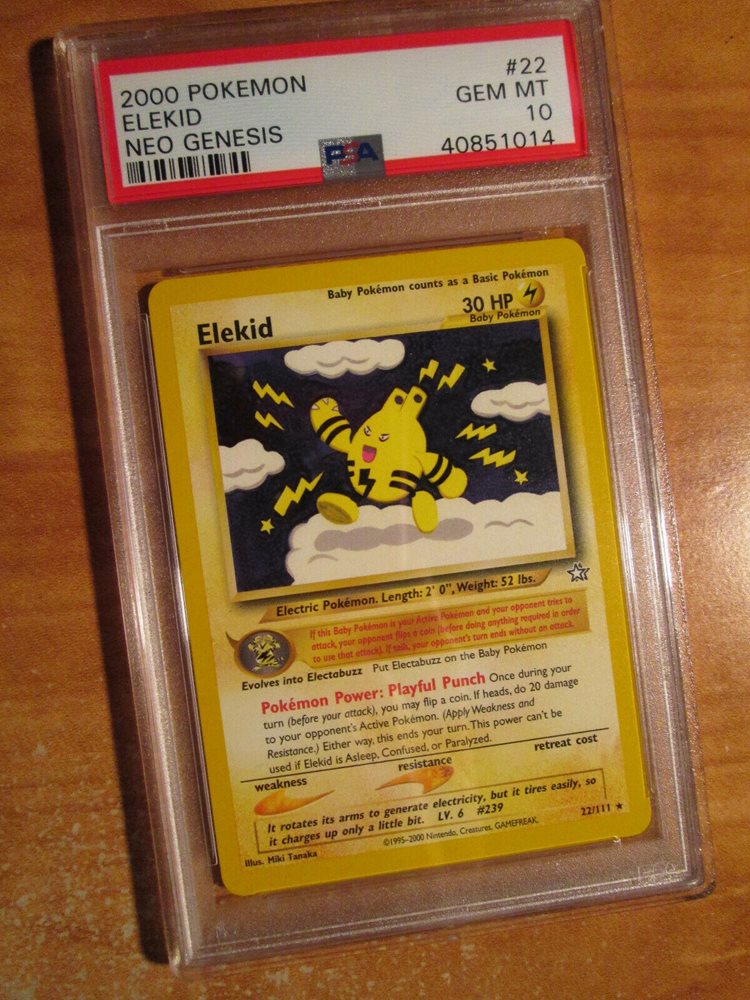 2000 POKEMON #22
ELEKID GEM MT
NEO GENESIS 10
PSA 40851014
Baby Pokémon counts as a Basic Pokémon
Elekid 30 HP
Baby Pokémon
Electric Pokémon. Length: 2' 0", Weight: 52 lbs.
If this Baby Pokémon is your Active Pokémon and your opponent tries to
attack, your opponent flips a coin (before doing anything required in order
to use that attack). If tails, your opponent's turn ends without an attack.
Evolves into Electabuzz Put Electabuzz on the Baby Pokémon
Pokémon Power: Playful Punch Once during your
turn (before your attack), you may flip a coin. If heads, do 20 damage
to your opponent's Active Pokémon. (Apply Weakness and
Resistance.) Either way, this ends your turn. This power can't be
used if Elekid is Asleep, Confused, or Paralyzed.
weakness resistance retreat cost
It rotates its arms to generate electricity, but it tires easily, so
it charges up only a little bit. LV. 6 #239
Illus. Miki Tanaka ©1995-2000 Nintendo, Creatures, GAMEFREAK. 22/111 ★